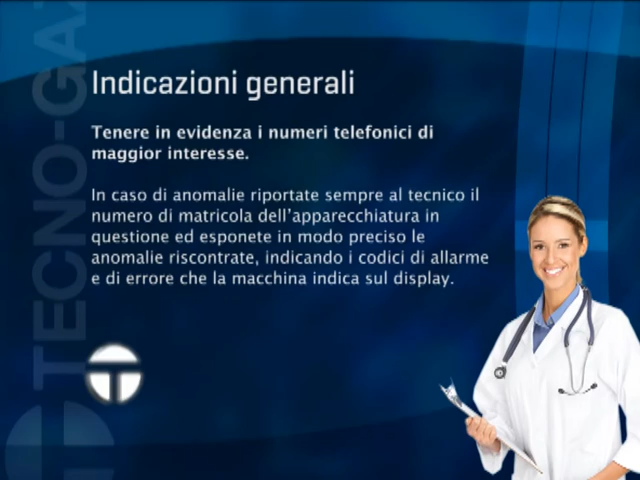 Indicazioni generali
Tenere in evidenza i numeri telefonici di
maggior interesse.
In caso di anomalie riportate sempre al tecnico il
numero di matricola dell'apparecchiatura in
questione ed esponete in modo preciso le
anomalie riscontrate, indicando i codici di allarme
e di errore che la macchina indica sul display.
TECNO-GAZ